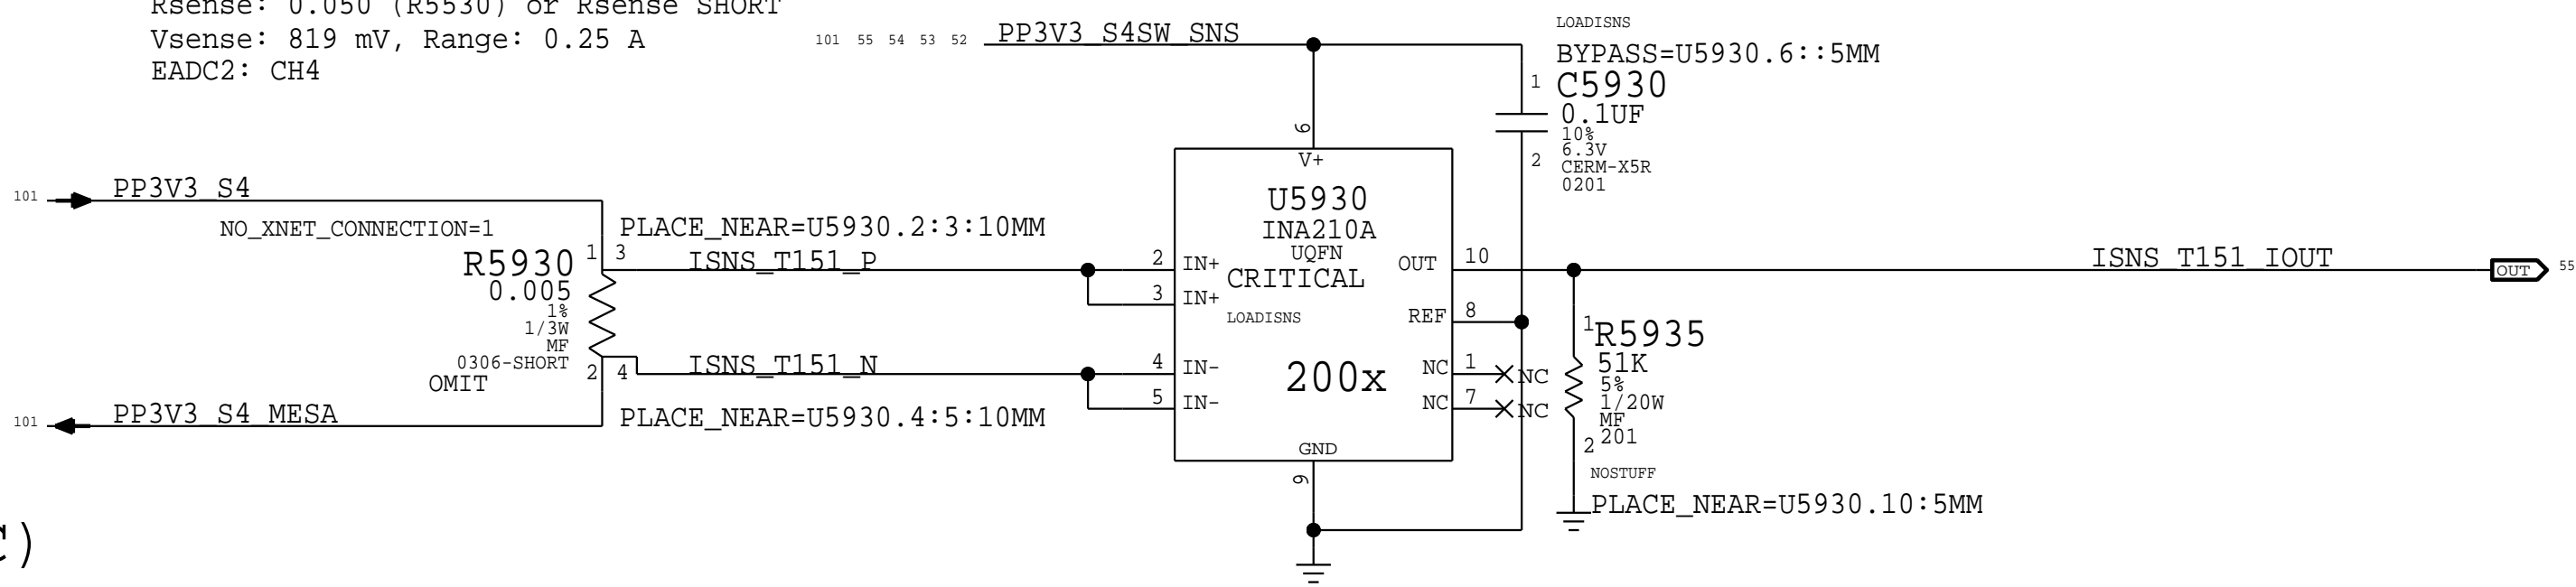 Rsense: 0.050 (R5530) or Rsense SHORT
Vsense: 819 mV, Range: 0.25 A
EADC2: CH4
101 55 54 53 52 PP3V3_S4SW_SNS
LOADISNS
BYPASS=U5930.6::5MM
1 C5930
0.1UF
10%
6.3V
2 CERM-X5R
0201
6
V+
101 PP3V3_S4
NO_XNET_CONNECTION=1
PLACE_NEAR=U5930.2:3:10MM
R5930 1 3 ISNS_T151_P
0.005
1%
1/3W
MF
0306-SHORT
OMIT
2 4 ISNS_T151_N
101 PP3V3_S4_MESA
PLACE_NEAR=U5930.4:5:10MM
U5930
INA210A
UQFN
CRITICAL
LOADISNS
200x
2 IN+
3 IN+
4 IN-
5 IN-
OUT 10
REF 8
NC 1 NC
NC 7 NC
GND
9
ISNS_T151_IOUT OUT 55
1 R5935
51K
5%
1/20W
MF
2 201
NOSTUFF
PLACE_NEAR=U5930.10:5MM
C)